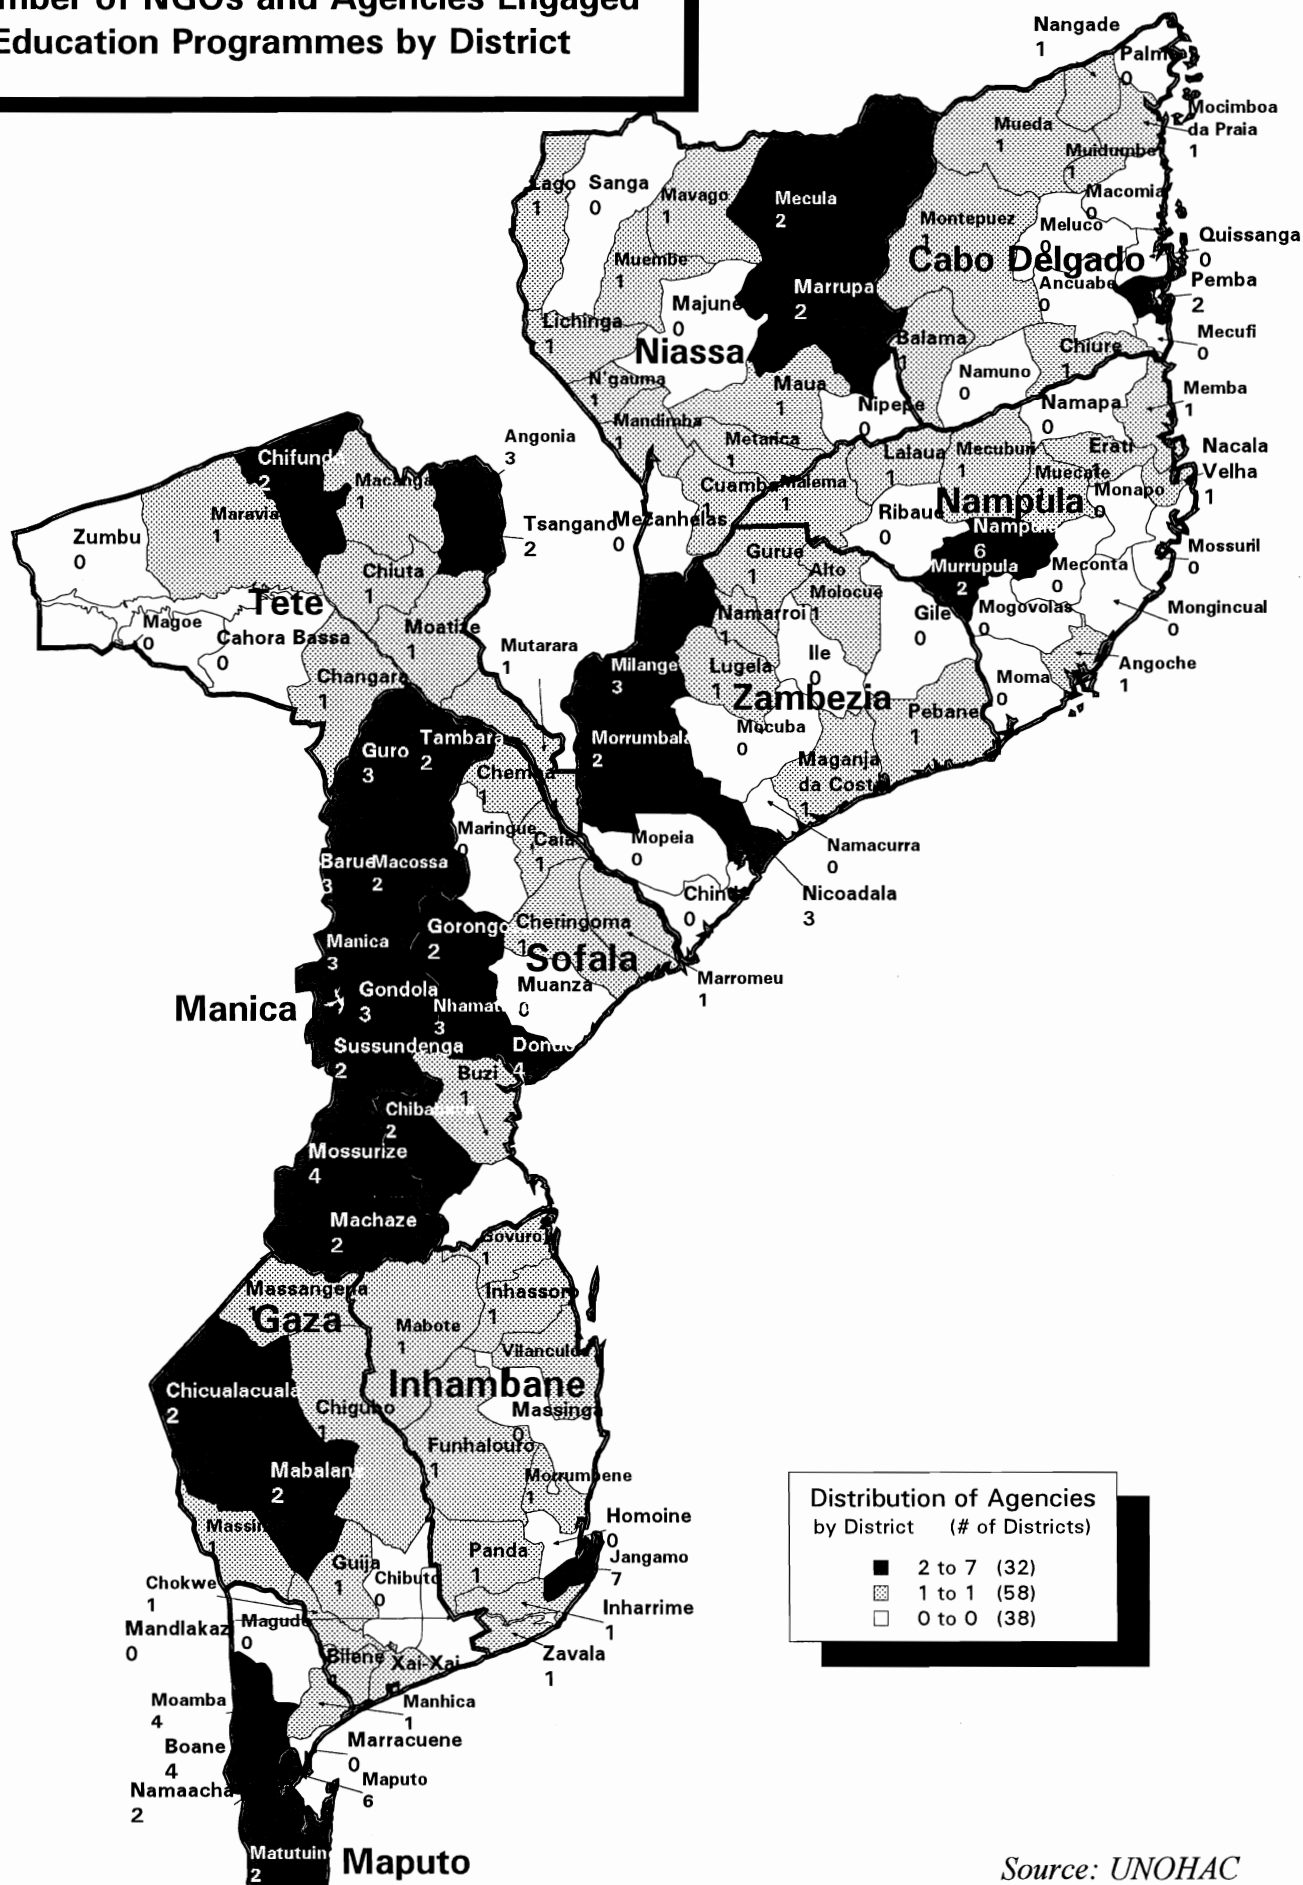 mber of NGOs and Agencies Engaged
Education Programmes by District
Nangade
1
Palm
0
Mocimboa
da Praia
1
Mueda
1
Muidumbe
1
Macomia
0
Lago
1
Sanga
0
Mavago
1
Mecula
2
Montepuez
1
Meluco
0
Quissanga
0
Cabo Delgado
Muembe
1
Majune
0
Marrupa
2
Ancuabe
0
Pemba
2
Lichinga
1
Niassa
Balama
1
Chiure
1
Mecufi
0
N'gauma
1
Maua
1
Namuno
0
Memba
1
Nipepe
0
Namapa
0
Mandimba
1
Metarica
1
Lalaua
1
Mecuburi
1
Erati
1
Nacala
Velha
1
Angonia
3
Chifund
2
Macanga
1
Cuamba
1
Malema
1
Muecate
Monapo
0
Nampula
Maravia
1
Zumbu
0
Tsangano
2
Mecanhelas
0
Ribaue
0
Nampula
6
Mossuril
0
Gurue
1
Alto
Molocue
1
Murrupula
2
Meconta
0
Chiuta
1
Tete
Magoe
0
Cahora Bassa
0
Moatize
1
Namarroi
1
Gile
0
Mogovolas
0
Mongincual
0
Mutarara
1
Milange
3
Lugela
1
Ile
0
Moma
0
Angoche
1
Changara
1
Zambezia
Pebane
1
Guro
3
Tambara
2
Morrumbala
2
Mocuba
0
Chemba
1
Maganja
da Costa
1
Maringue
0
Caia
1
Mopeia
0
Namacurra
0
Barue
3
Macossa
2
Chinde
0
Nicoadala
3
Gorongo
2
Cheringoma
1
Manica
3
Sofala
Marromeu
1
Manica
Gondola
3
Muanza
0
Nhamat
3
Sussundenga
2
Dondo
4
Buzi
1
Chibabava
2
Mossurize
4
Machaze
2
Govuro
1
Massangena
1
Gaza
Inhassoro
1
Mabote
1
Vilanculos
Inhambane
Chicualacuala
2
Chigubo
1
Massinga
0
Funhalouro
1
Mabalan
2
Morrumbene
1
Massin
1
Homoine
0
Panda
1
Jangamo
7
Guija
1
Chibuto
0
Chokwe
1
Inharrime
1
Mandlakazi
0
Magude
0
Bilene
1
Xai-Xai
Zavala
1
Moamba
4
Manhica
1
Boane
4
Marracuene
0
Namaacha
2
Maputo
6
Matutuin
2
Maputo
Distribution of Agencies
by District (# of Districts)
2 to 7 (32)
1 to 1 (58)
0 to 0 (38)
Source: UNOHAC